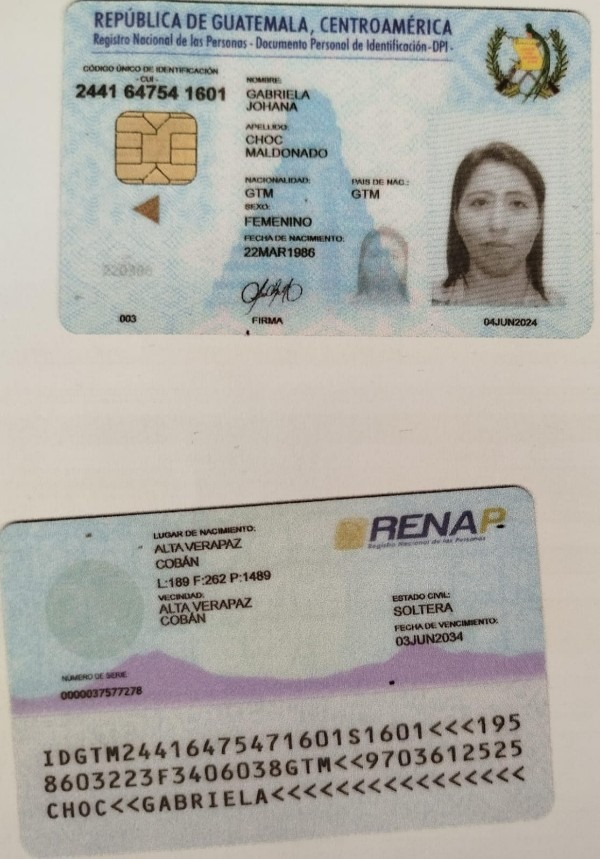 REPÚBLICA DE GUATEMALA, CENTROAMÉRICA
Registro Nacional de las Personas - Documento Personal de Identificación -DPI-
CÓDIGO ÚNICO DE IDENTIFICACIÓN
- CUI -
2441 64754 1601
NOMBRE:
GABRIELA
JOHANA
APELLIDO:
CHOC
MALDONADO
NACIONALIDAD:
GTM
PAIS DE NAC.:
GTM
SEXO:
FEMENINO
FECHA DE NACIMIENTO:
22MAR1986
220386
003
FIRMA
04JUN2024
LUGAR DE NACIMIENTO:
ALTA VERAPAZ
COBÁN
L:189 F:262 P:1489
VECINDAD:
ALTA VERAPAZ
COBÁN
RENAP
Registro Nacional de las Personas
ESTADO CIVIL:
SOLTERA
FECHA DE VENCIMIENTO:
03JUN2034
NÚMERO DE SERIE
0000037577278
IDGTM24416475471601S1601<<<195
8603223F3406038GTM<<9703612525
CHOC<<GABRIELA<<<<<<<<<<<<<<<<